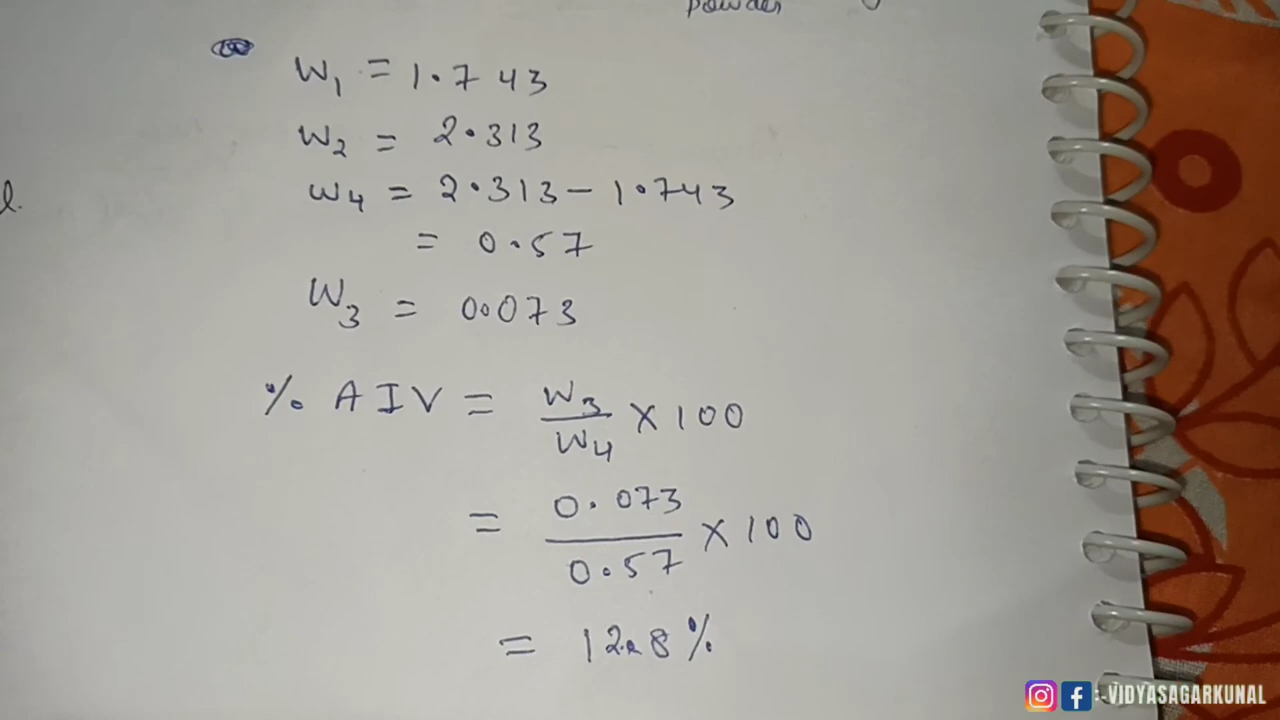 powder
W₁ = 1.743
W₂ = 2.313
l.
W₄ = 2.313 - 1.743
= 0.57
W₃ = 0.073
% AIV = W₃/W₄ × 100
= 0.073/0.57 × 100
= 12.8 %
:-VIDYASAGARKUNAL